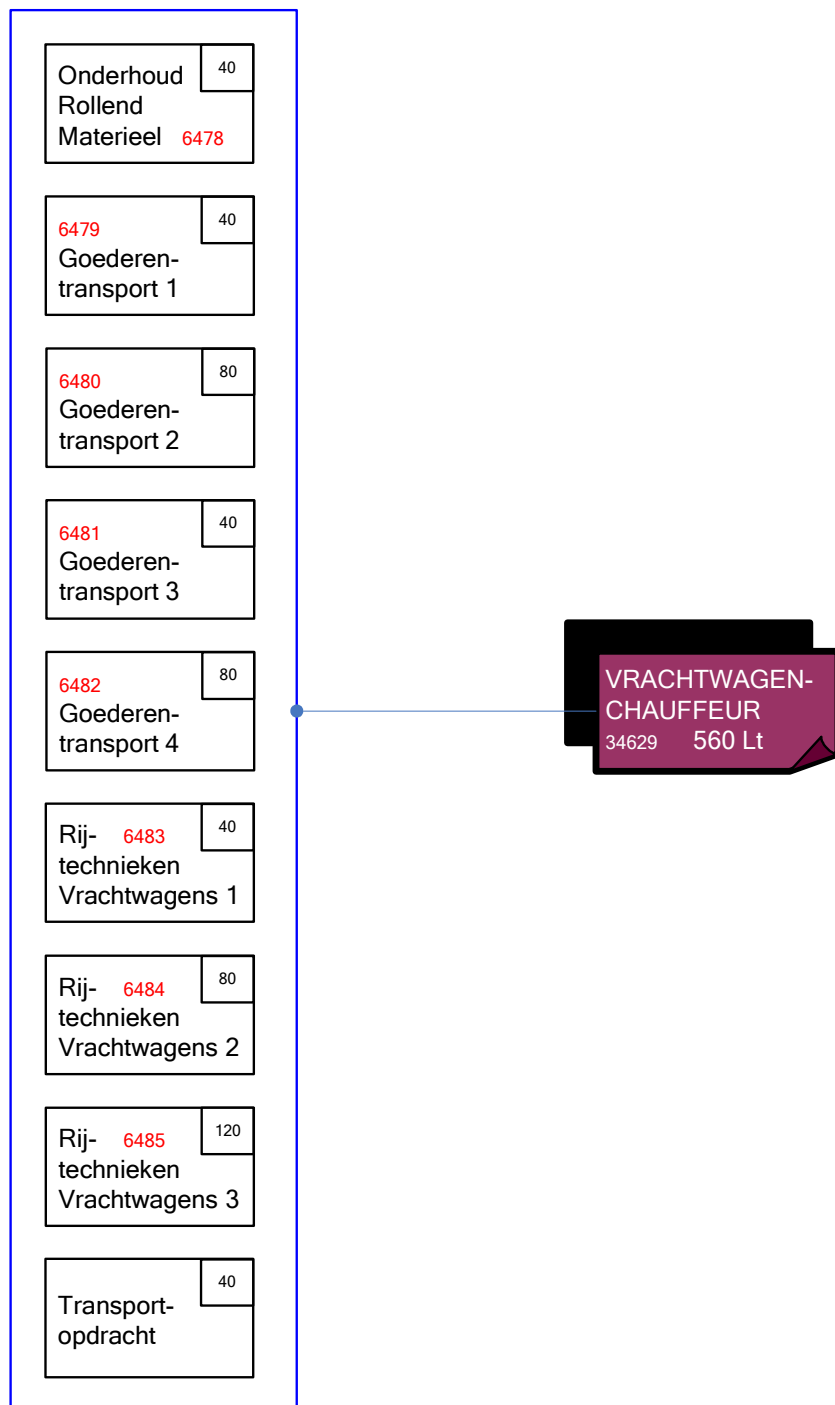 40
Onderhoud
Rollend
Materieel 6478
40
6479
Goederen-
transport 1
80
6480
Goederen-
transport 2
40
6481
Goederen-
transport 3
80
6482
Goederen-
transport 4
VRACHTWAGEN-
CHAUFFEUR
34629 560 Lt
40
Rij- 6483
technieken
Vrachtwagens 1
80
Rij- 6484
technieken
Vrachtwagens 2
120
Rij- 6485
technieken
Vrachtwagens 3
40
Transport-
opdracht